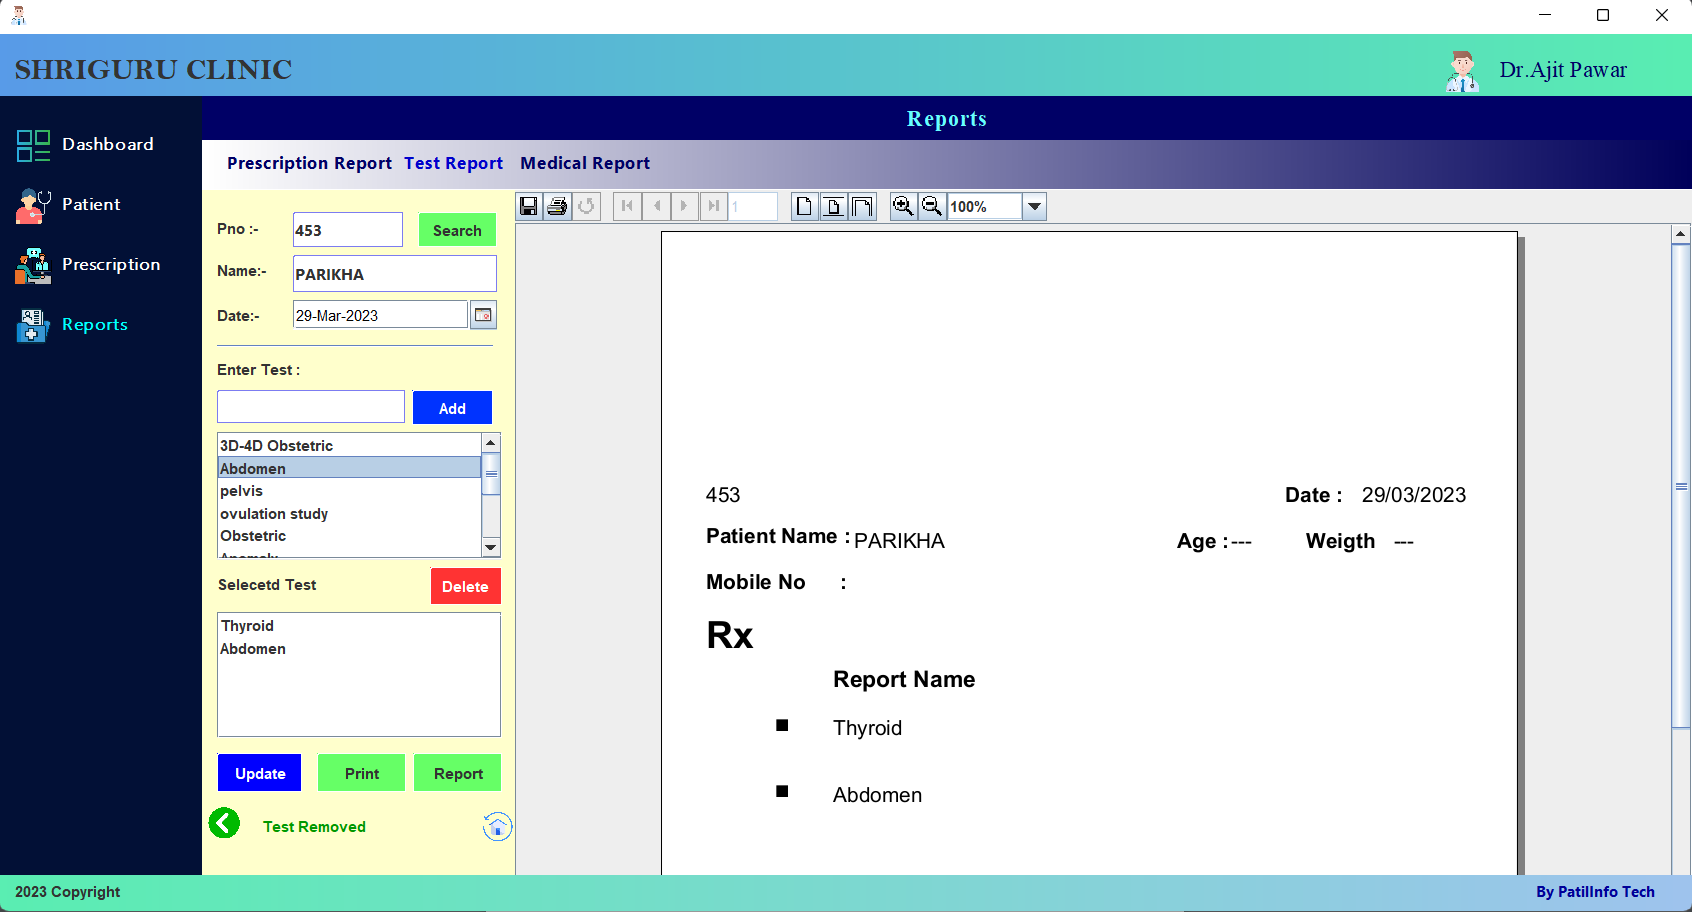 SHRIGURU CLINIC
Dr.Ajit Pawar
Dashboard
Patient
Prescription
Reports
Reports
Prescription Report Test Report Medical Report
Pno :- 453 Search
Name:- PARIKHA
Date:- 29-Mar-2023
Enter Test :
Add
3D-4D Obstetric
Abdomen
pelvis
ovulation study
Obstetric
Selecetd Test Delete
Thyroid
Abdomen
Update Print Report
Test Removed
1 100%
453 Date : 29/03/2023
Patient Name : PARIKHA Age :--- Weigth ---
Mobile No :
Rx
Report Name
Thyroid
Abdomen
2023 Copyright
By PatilInfo Tech